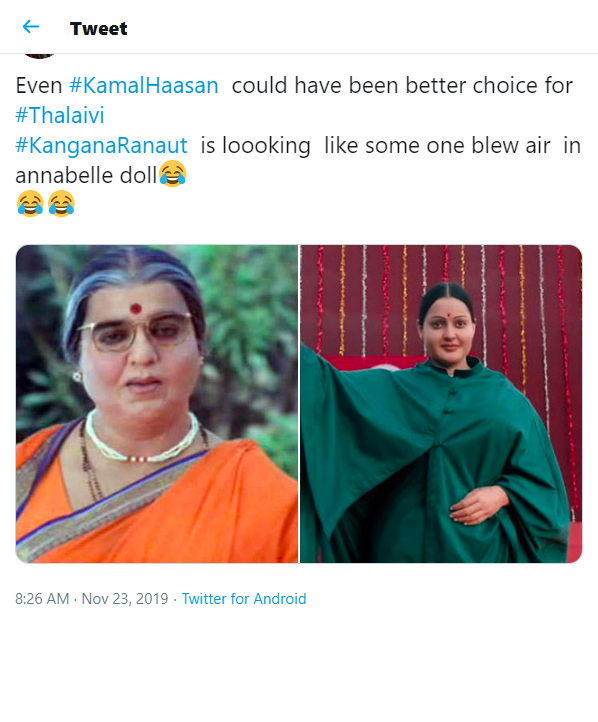 Tweet
Even #KamalHaasan could have been better choice for
#Thalaivi
#KanganaRanaut is loooking like some one blew air in
annabelle doll😂
😂😂
8:26 AM · Nov 23, 2019 · Twitter for Android